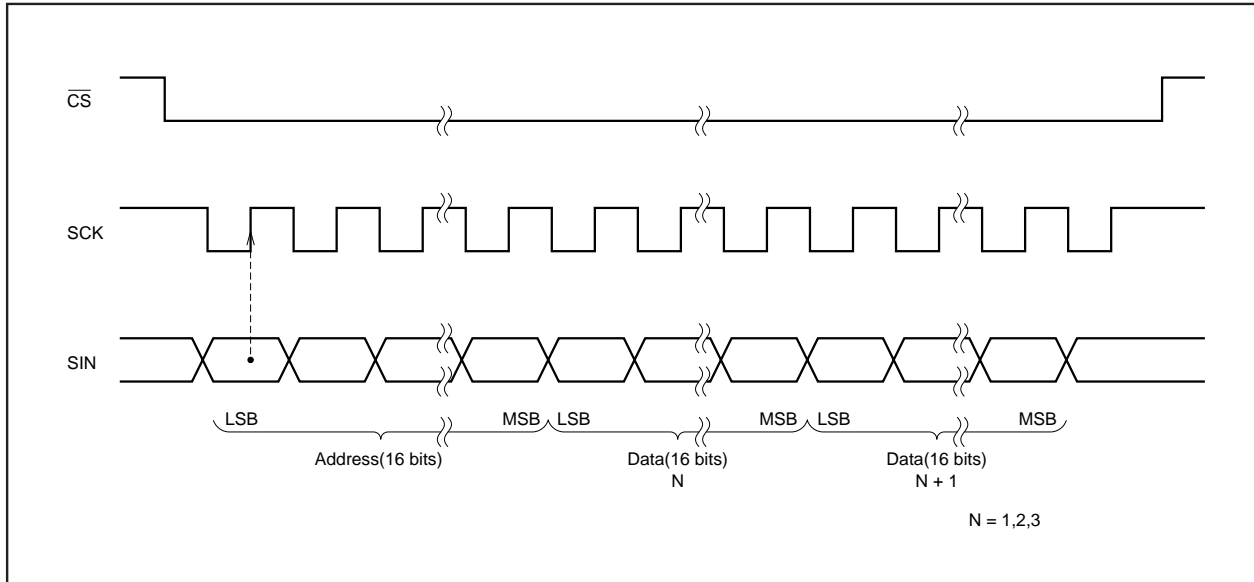 CS
SCK
SIN
LSB MSB LSB MSB LSB MSB
Address(16 bits) Data(16 bits) Data(16 bits)
N N + 1
N = 1,2,3